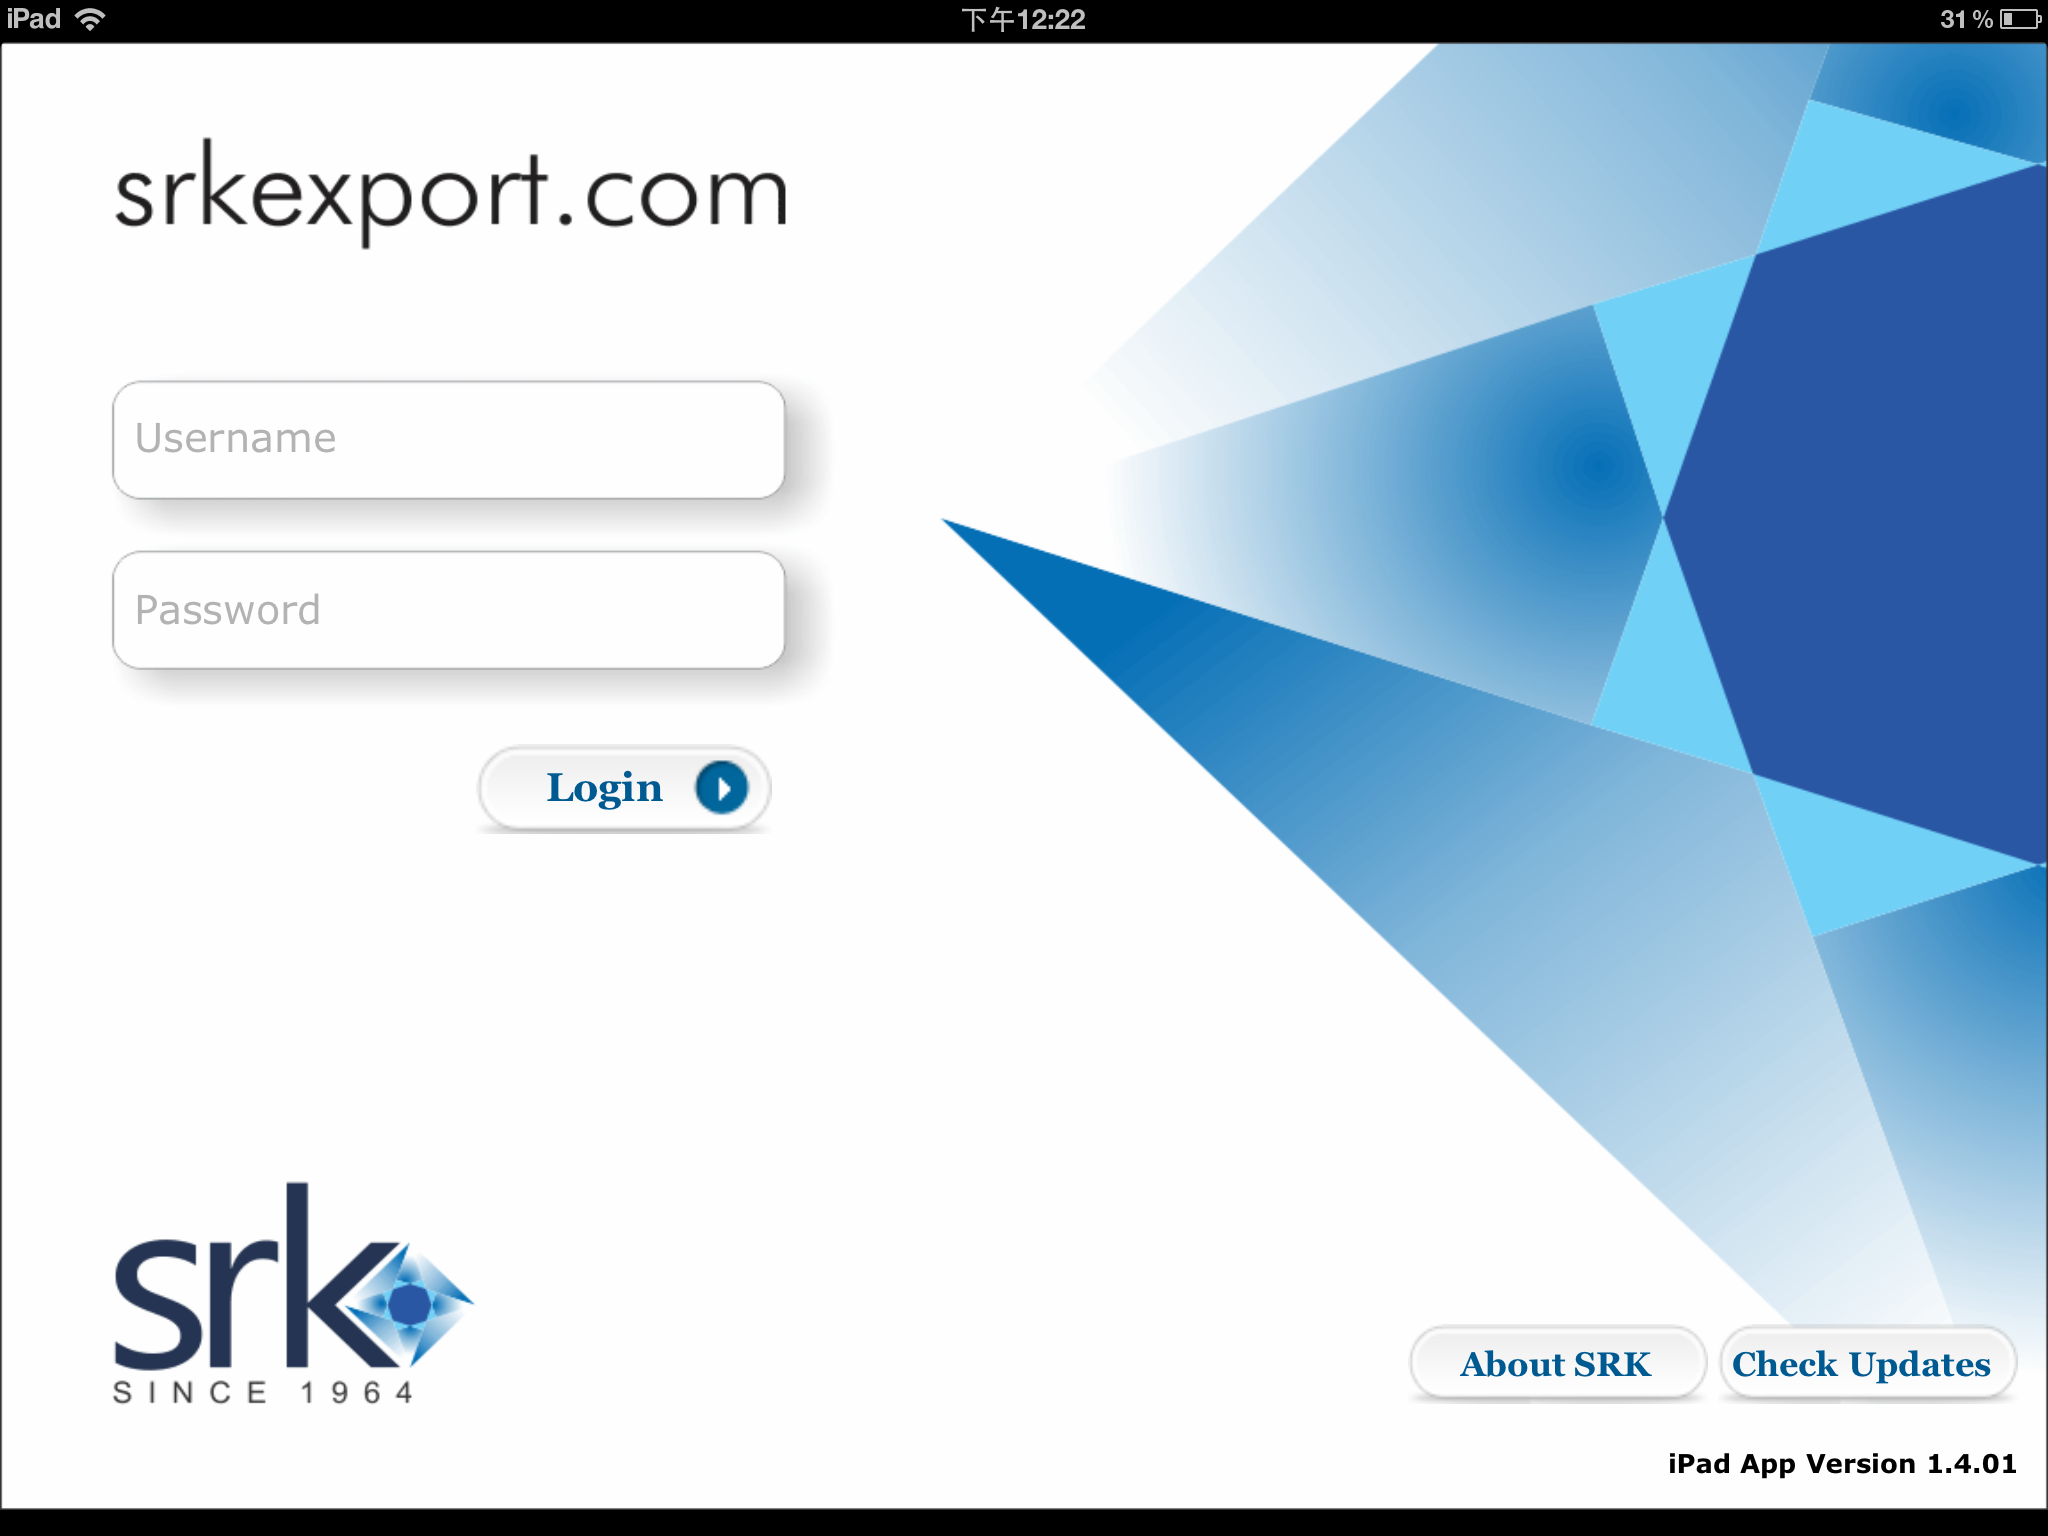 iPad 下午12:22 31 %
srkexport.com
Username
Password
Login
srk
SINCE 1964
About SRK Check Updates
iPad App Version 1.4.01